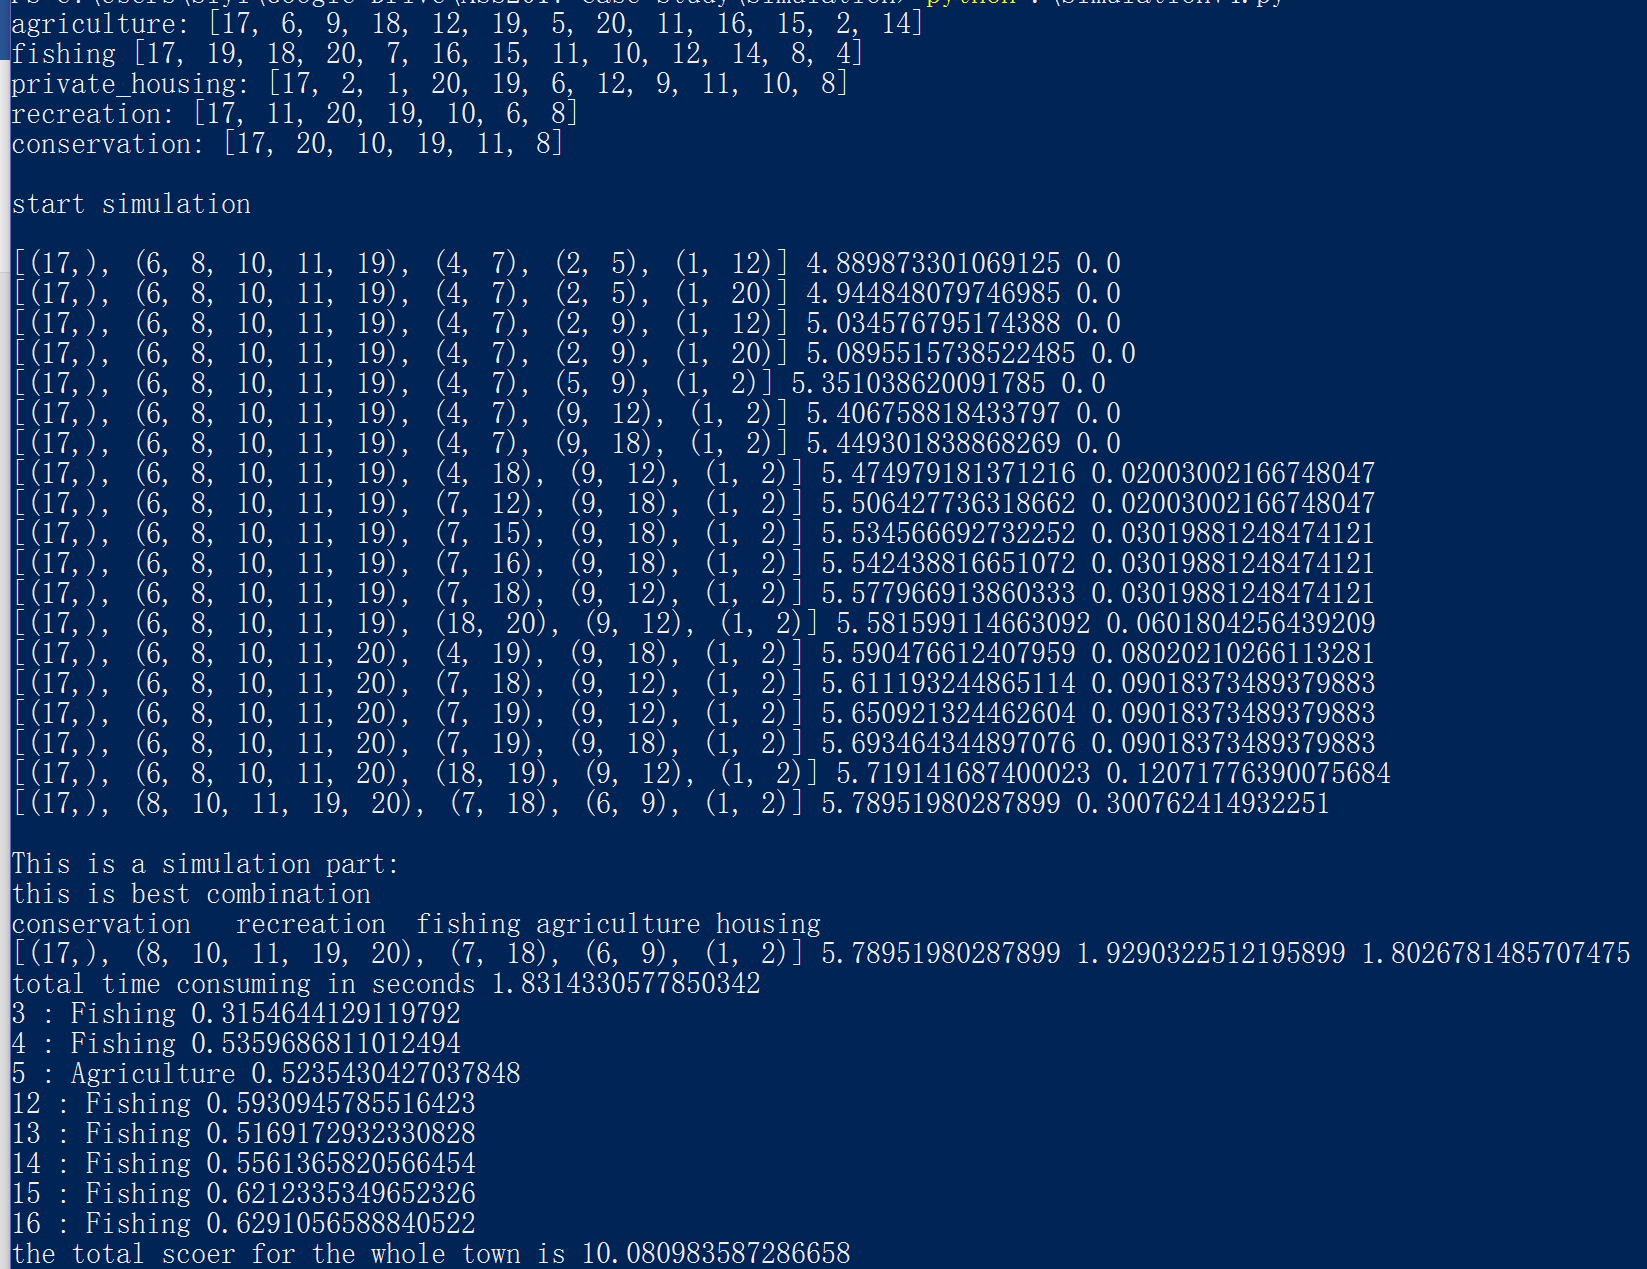 agriculture: [17, 6, 9, 18, 12, 19, 5, 20, 11, 16, 15, 2, 14]
fishing [17, 19, 18, 20, 7, 16, 15, 11, 10, 12, 14, 8, 4]
private_housing: [17, 2, 1, 20, 19, 6, 12, 9, 11, 10, 8]
recreation: [17, 11, 20, 19, 10, 6, 8]
conservation: [17, 20, 10, 19, 11, 8]
start simulation
[(17,), (6, 8, 10, 11, 19), (4, 7), (2, 5), (1, 12)] 4.889873301069125 0.0
[(17,), (6, 8, 10, 11, 19), (4, 7), (2, 5), (1, 20)] 4.944848079746985 0.0
[(17,), (6, 8, 10, 11, 19), (4, 7), (2, 9), (1, 12)] 5.034576795174388 0.0
[(17,), (6, 8, 10, 11, 19), (4, 7), (2, 9), (1, 20)] 5.0895515738522485 0.0
[(17,), (6, 8, 10, 11, 19), (4, 7), (5, 9), (1, 2)] 5.351038620091785 0.0
[(17,), (6, 8, 10, 11, 19), (4, 7), (9, 12), (1, 2)] 5.406758818433797 0.0
[(17,), (6, 8, 10, 11, 19), (4, 7), (9, 18), (1, 2)] 5.449301838868269 0.0
[(17,), (6, 8, 10, 11, 19), (4, 18), (9, 12), (1, 2)] 5.474979181371216 0.02003002166748047
[(17,), (6, 8, 10, 11, 19), (7, 12), (9, 18), (1, 2)] 5.506427736318662 0.02003002166748047
[(17,), (6, 8, 10, 11, 19), (7, 15), (9, 18), (1, 2)] 5.534566692732252 0.03019881248474121
[(17,), (6, 8, 10, 11, 19), (7, 16), (9, 18), (1, 2)] 5.542438816651072 0.03019881248474121
[(17,), (6, 8, 10, 11, 19), (7, 18), (9, 12), (1, 2)] 5.577966913860333 0.03019881248474121
[(17,), (6, 8, 10, 11, 19), (18, 20), (9, 12), (1, 2)] 5.581599114663092 0.0601804256439209
[(17,), (6, 8, 10, 11, 20), (4, 19), (9, 18), (1, 2)] 5.590476612407959 0.08020210266113281
[(17,), (6, 8, 10, 11, 20), (7, 18), (9, 12), (1, 2)] 5.611193244865114 0.09018373489379883
[(17,), (6, 8, 10, 11, 20), (7, 19), (9, 12), (1, 2)] 5.650921324462604 0.09018373489379883
[(17,), (6, 8, 10, 11, 20), (7, 19), (9, 18), (1, 2)] 5.693464344897076 0.09018373489379883
[(17,), (6, 8, 10, 11, 20), (18, 19), (9, 12), (1, 2)] 5.719141687400023 0.12071776390075684
[(17,), (8, 10, 11, 19, 20), (7, 18), (6, 9), (1, 2)] 5.78951980287899 0.300762414932251
This is a simulation part:
this is best combination
conservation recreation fishing agriculture housing
[(17,), (8, 10, 11, 19, 20), (7, 18), (6, 9), (1, 2)] 5.78951980287899 1.9290322512195899 1.8026781485707475
total time consuming in seconds 1.8314330577850342
3 : Fishing 0.3154644129119792
4 : Fishing 0.5359686811012494
5 : Agriculture 0.5235430427037848
12 : Fishing 0.5930945785516423
13 : Fishing 0.5169172932330828
14 : Fishing 0.5561365820566454
15 : Fishing 0.6212335349652326
16 : Fishing 0.6291056588840522
the total scoer for the whole town is 10.080983587286658